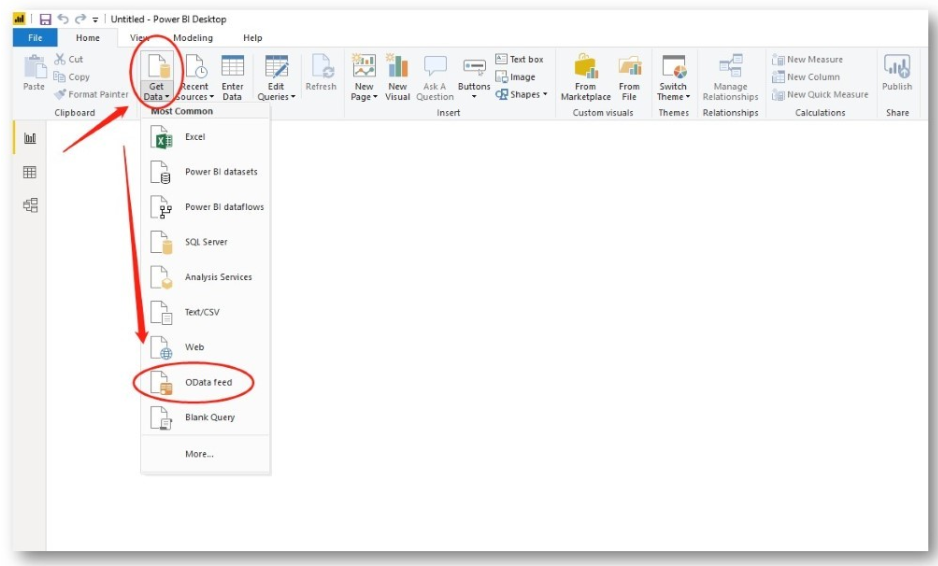 Untitled - Power BI Desktop
File Home View Modeling Help
Paste
Cut
Copy
Format Painter
Clipboard
Get Data
Recent Sources
Enter Data
Edit Queries
Refresh
New Page
New Visual
Ask A Question
Buttons
Text box
Image
Shapes
Insert
From Marketplace
From File
Custom visuals
Switch Theme
Themes
Manage Relationships
Relationships
New Measure
New Column
New Quick Measure
Calculations
Publish
Share
Most Common
Excel
Power BI datasets
Power BI dataflows
SQL Server
Analysis Services
Text/CSV
Web
OData feed
Blank Query
More...